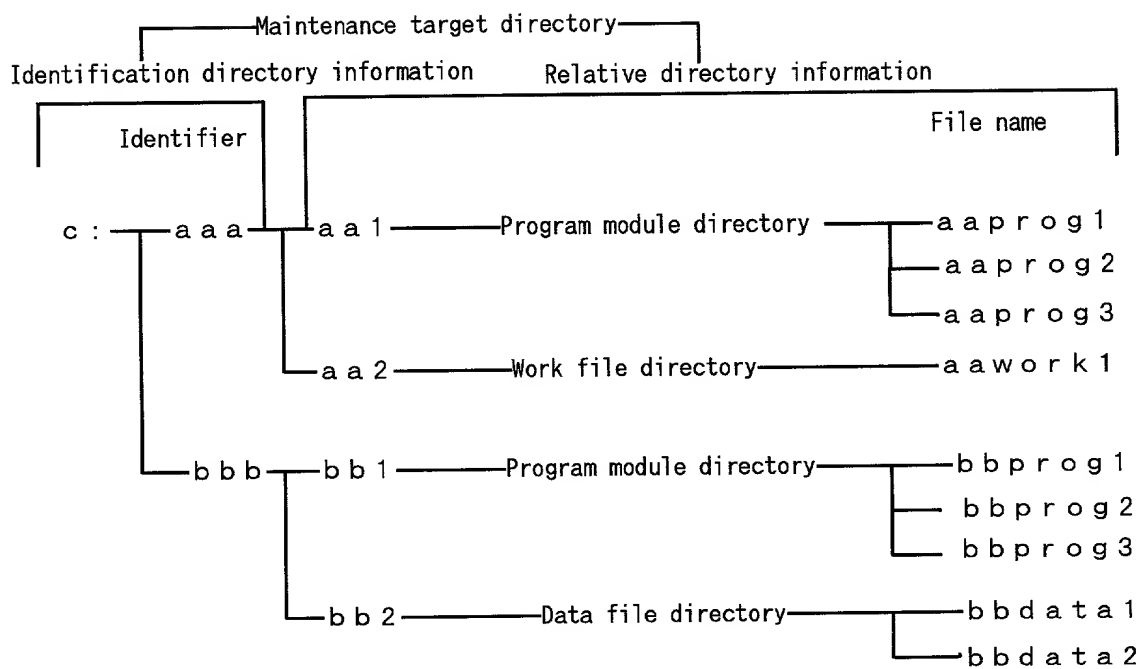 Maintenance target directory
Identification directory information Relative directory information
Identifier File name
c: aaa aa1 Program module directory aaprog1
aaprog2
aaprog3
aa2 Work file directory aawork1
bbb bb1 Program module directory bbprog1
bbprog2
bbprog3
bb2 Data file directory bbdata1
bbdata2